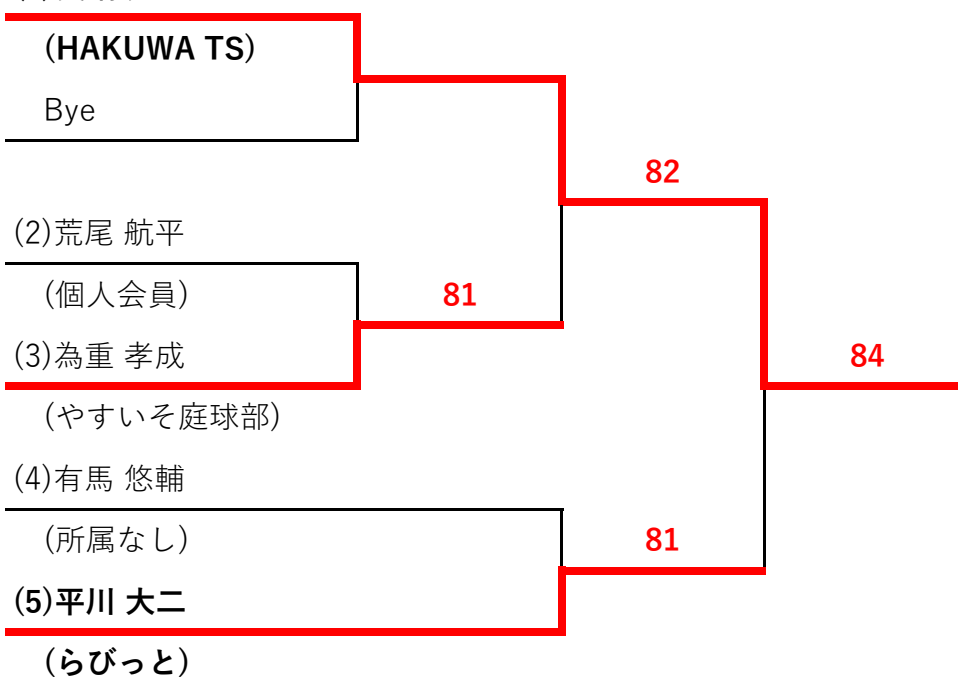 (HAKUWA TS)
Bye
82
(2)荒尾 航平
(個人会員)
81
(3)為重 孝成
84
(やすいそ庭球部)
(4)有馬 悠輔
(所属なし)
81
(5)平川 大二
(らびっと)